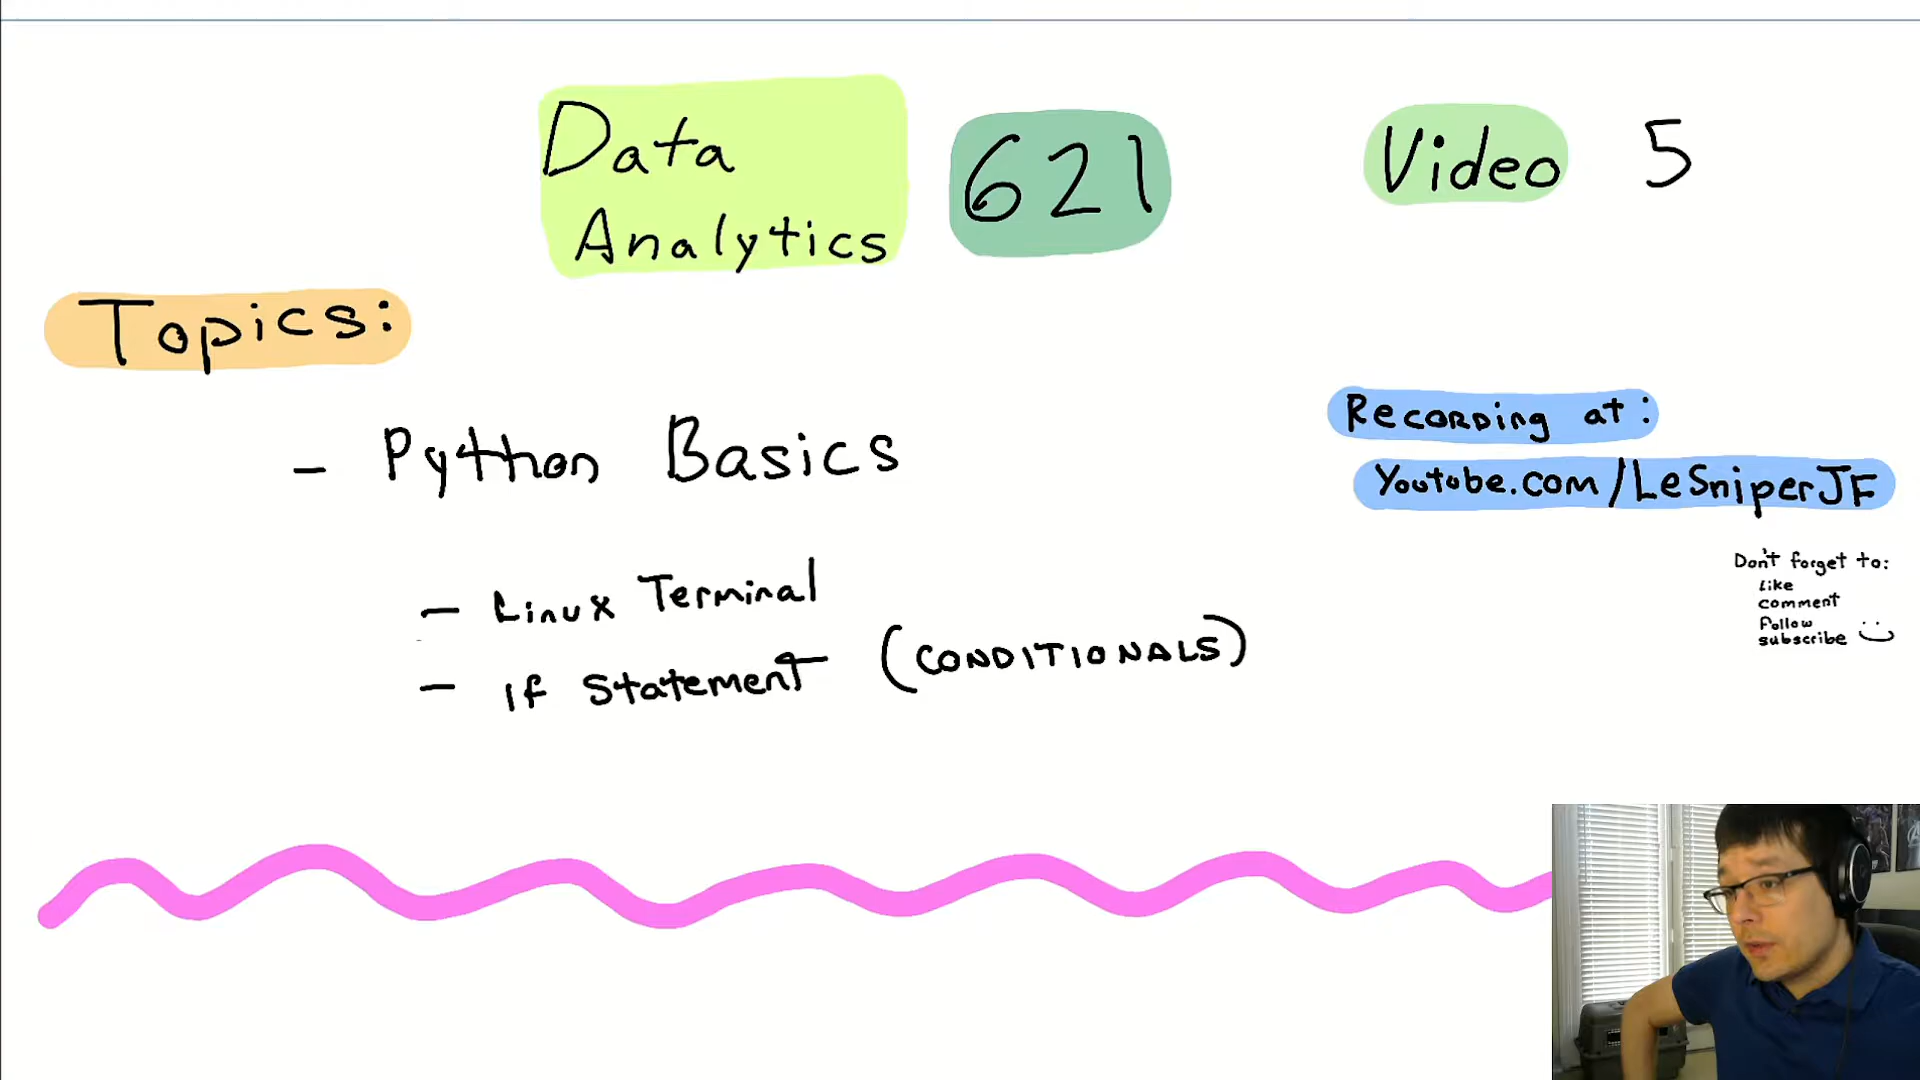 Data
Analytics
621
Video 5
Topics:
- Python Basics
Recording at:
Youtube.com/LeSniperJF
Don't forget to:
Like
comment
follow
subscribe
- Linux Terminal
- If Statement (CONDITIONALS)